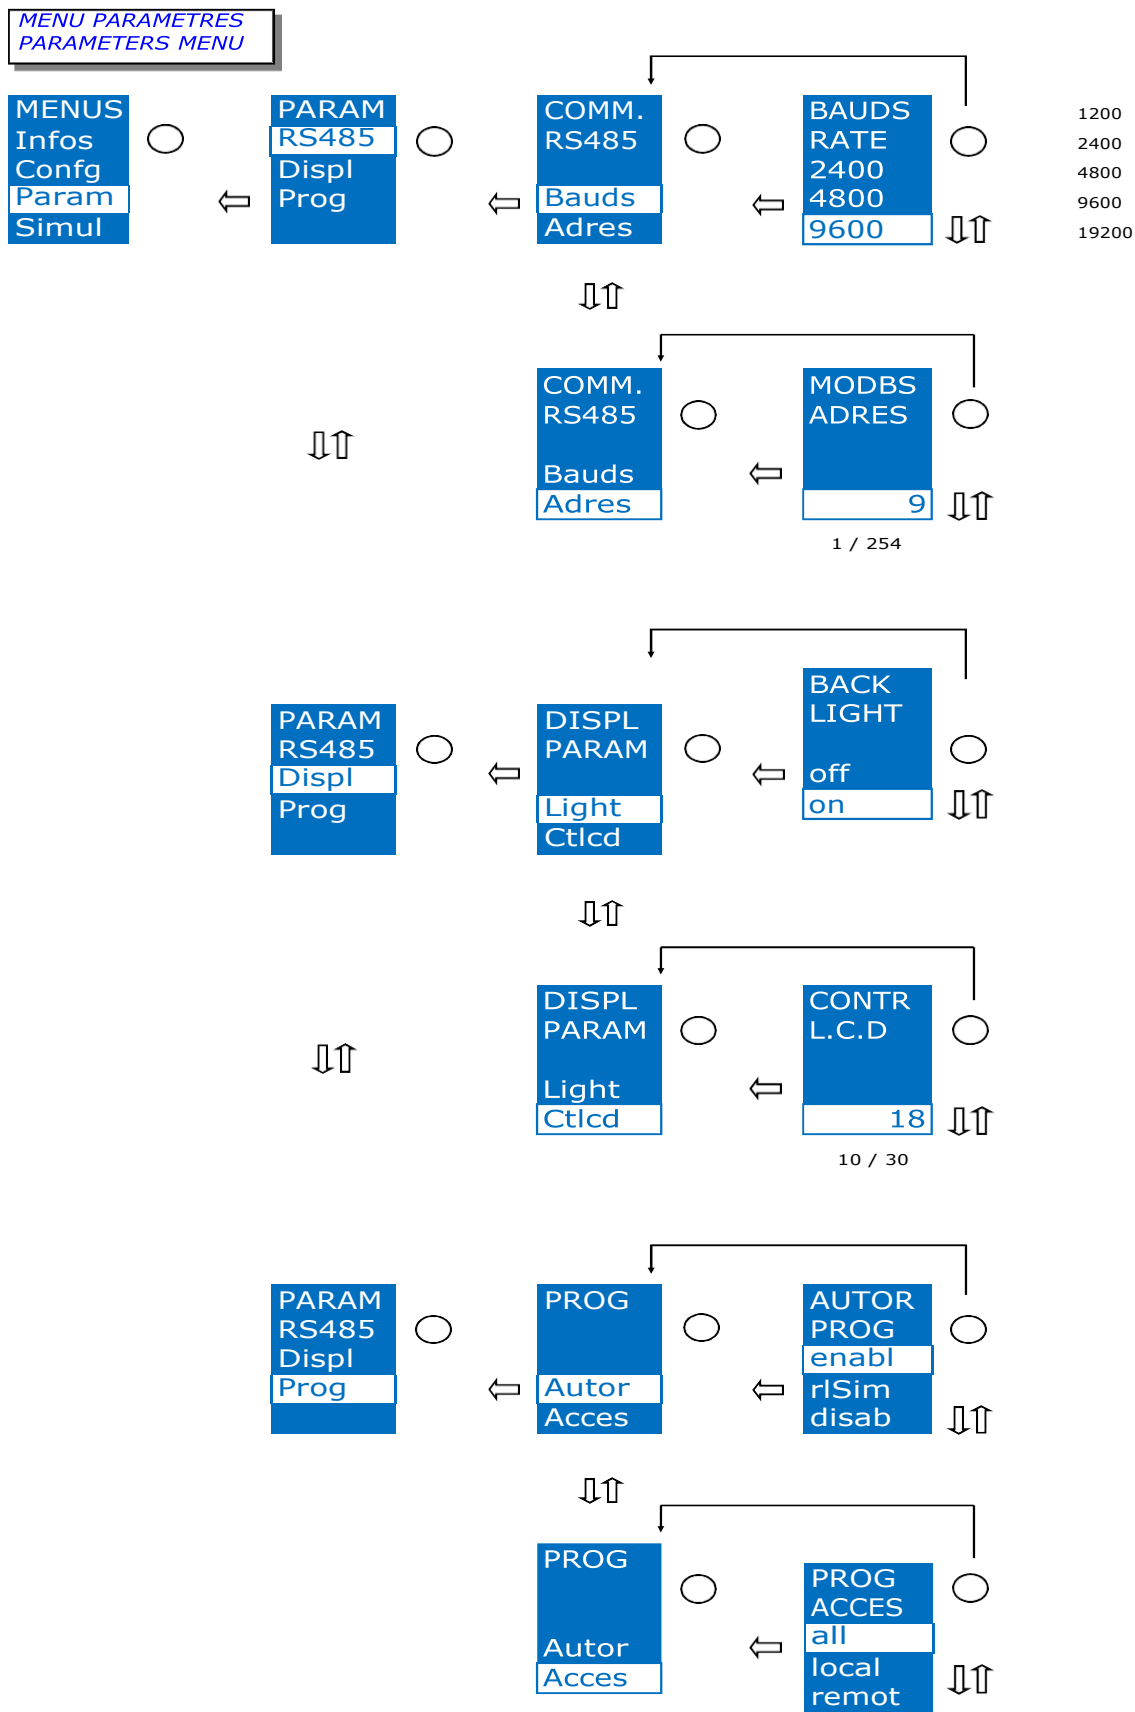 MENU PARAMETRES
PARAMETERS MENU
MENUS
Infos
Confg
Param
Simul
PARAM
RS485
Displ
Prog
COMM.
RS485
Bauds
Adres
BAUDS
RATE
2400
4800
9600
1200
2400
4800
9600
19200
COMM.
RS485
Bauds
Adres
MODBS
ADRES
9
1 / 254
PARAM
RS485
Displ
Prog
DISPL
PARAM
Light
Ctlcd
BACK
LIGHT
off
on
DISPL
PARAM
Light
Ctlcd
CONTR
L.C.D
18
10 / 30
PARAM
RS485
Displ
Prog
PROG
Autor
Acces
AUTOR
PROG
enabl
rlSim
disab
PROG
Autor
Acces
PROG
ACCES
all
local
remot